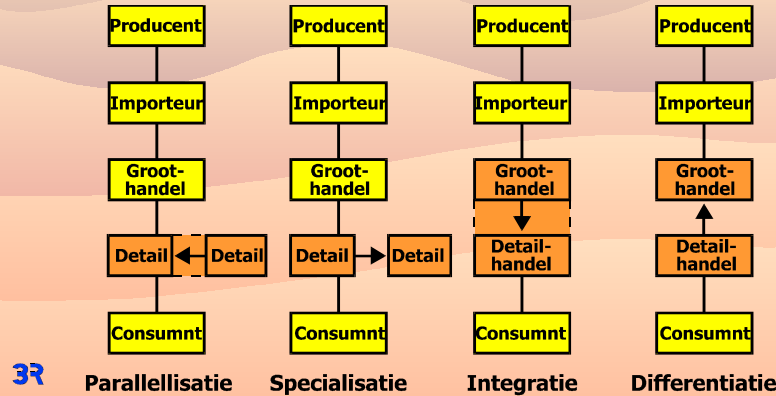 Producent
Producent
Producent
Producent
Importeur
Importeur
Importeur
Importeur
Groot-
handel
Groot-
handel
Groot-
handel
Groot-
handel
Detail
Detail
Detail
Detail
Detail-
handel
Detail-
handel
Consumnt
Consumnt
Consumnt
Consumnt
3R
Parallellisatie
Specialisatie
Integratie
Differentiatie